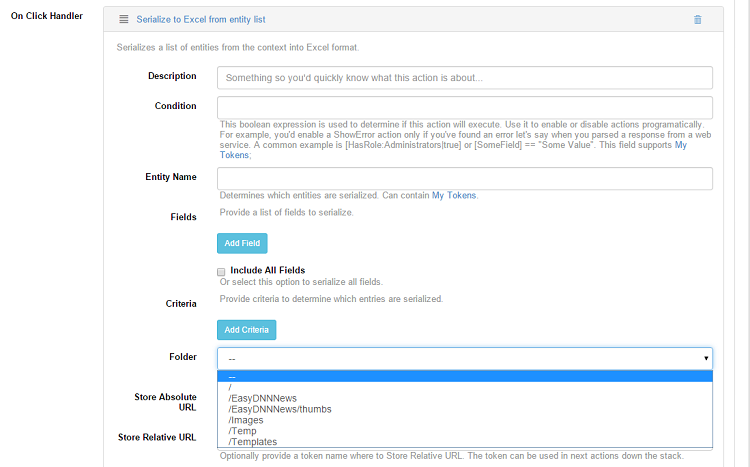 On Click Handler
Serialize to Excel from entity list
Serializes a list of entities from the context into Excel format.
Description
Something so you'd quickly know what this action is about...
Condition
This boolean expression is used to determine if this action will execute. Use it to enable or disable actions programatically.
For example, you'd enable a ShowError action only if you've found an error let's say when you parsed a response from a web
service. A common example is [HasRole:Administrators|true] or [SomeField] == "Some Value". This field supports My
Tokens;
Entity Name
Determines which entities are serialized. Can contain My Tokens.
Fields
Provide a list of fields to serialize.
Add Field
Include All Fields
Or select this option to serialize all fields.
Criteria
Provide criteria to determine which entries are serialized.
Add Criteria
Folder
--
--
/
/EasyDNNNews
/EasyDNNNews/thumbs
/Images
/Temp
/Templates
Store Absolute
URL
Store Relative URL
Optionally provide a token name where to Store Relative URL. The token can be used in next actions down the stack.